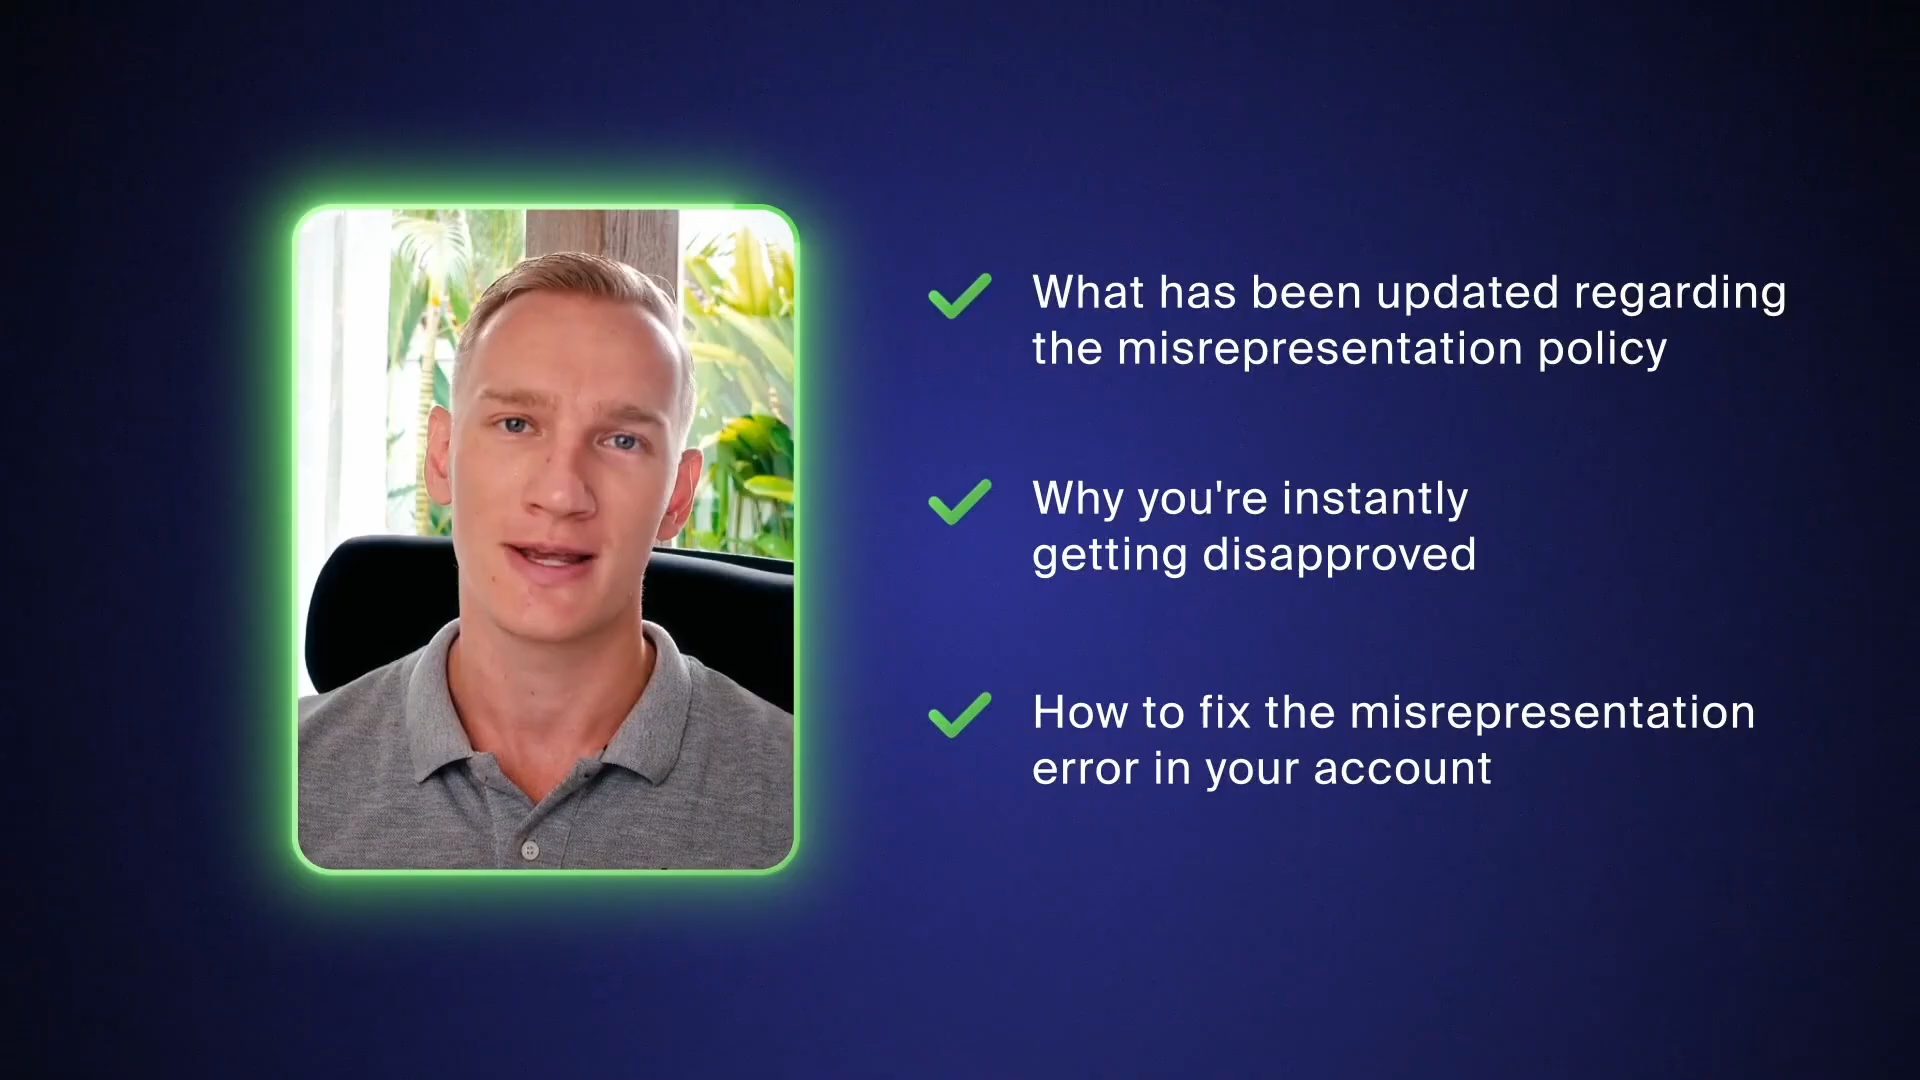 What has been updated regarding
the misrepresentation policy
Why you're instantly
getting disapproved
How to fix the misrepresentation
error in your account